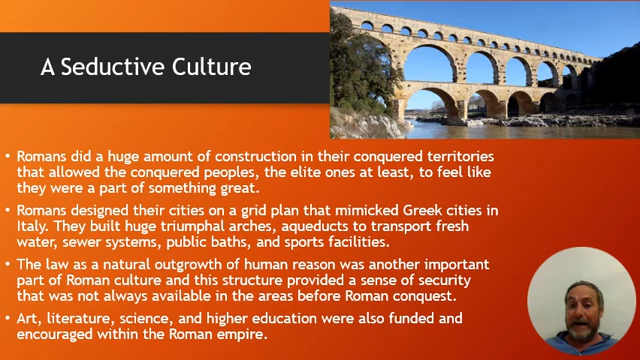 A Seductive Culture
• Romans did a huge amount of construction in their conquered territories
that allowed the conquered peoples, the elite ones at least, to feel like
they were a part of something great.
• Romans designed their cities on a grid plan that mimicked Greek cities in
Italy. They built huge triumphal arches, aqueducts to transport fresh
water, sewer systems, public baths, and sports facilities.
• The law as a natural outgrowth of human reason was another important
part of Roman culture and this structure provided a sense of security
that was not always available in the areas before Roman conquest.
• Art, literature, science, and higher education were also funded and
encouraged within the Roman empire.